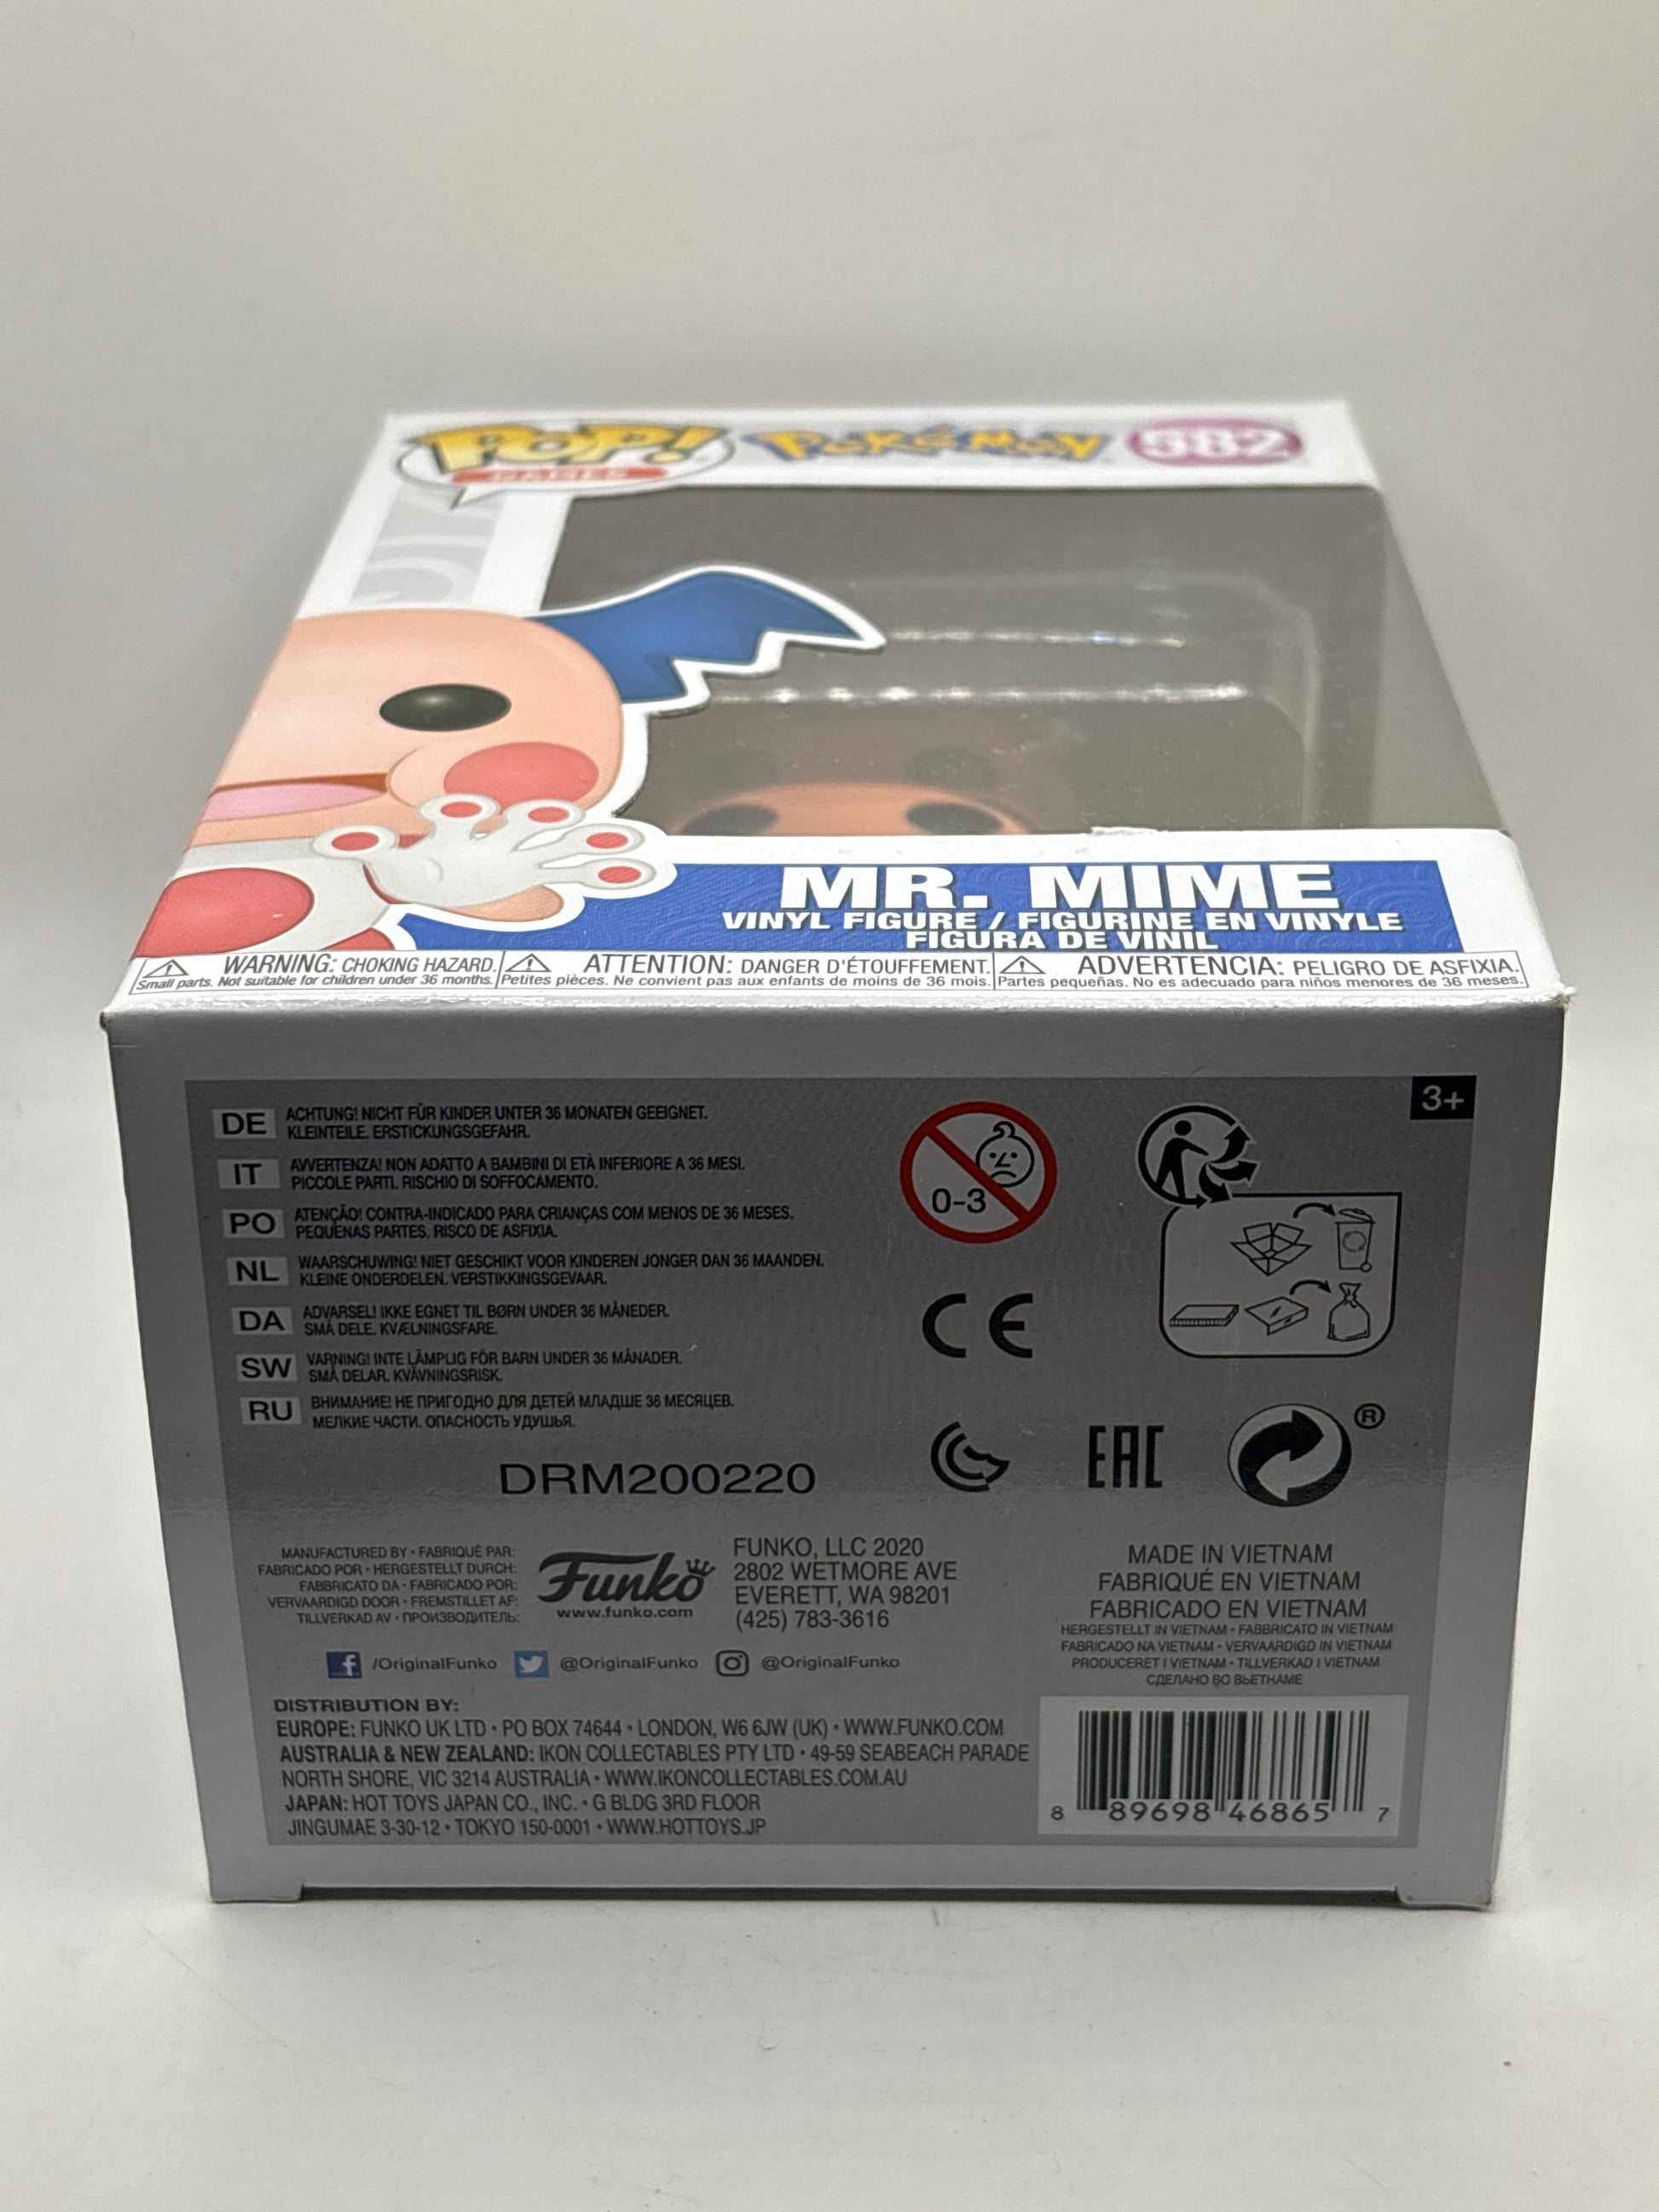 POP!
GAMES
POKéMON
582
MR. MIME
VINYL FIGURE / FIGURINE EN VINYLE
FIGURA DE VINIL
WARNING: CHOKING HAZARD.
Small parts. Not suitable for children under 36 months.
ATTENTION: DANGER D'ÉTOUFFEMENT.
Petites pièces. Ne convient pas aux enfants de moins de 36 mois.
ADVERTENCIA: PELIGRO DE ASFIXIA.
Partes pequeñas. No es adecuado para niños menores de 36 meses.
3+
DE ACHTUNG! NICHT FÜR KINDER UNTER 36 MONATEN GEEIGNET.
KLEINTEILE. ERSTICKUNGSGEFAHR.
IT AVVERTENZA! NON ADATTO A BAMBINI DI ETÀ INFERIORE A 36 MESI.
PICCOLE PARTI. RISCHIO DI SOFFOCAMENTO.
PO ATENÇÃO! CONTRA-INDICADO PARA CRIANÇAS COM MENOS DE 36 MESES.
PEQUENAS PARTES. RISCO DE ASFIXIA.
NL WAARSCHUWING! NIET GESCHIKT VOOR KINDEREN JONGER DAN 36 MAANDEN.
KLEINE ONDERDELEN. VERSTIKKINGSGEVAAR.
DA ADVARSEL! IKKE EGNET TIL BØRN UNDER 36 MÅNEDER.
SMÅ DELE. KVÆLNINGSFARE.
SW VARNING! INTE LÄMPLIG FÖR BARN UNDER 36 MÅNADER.
SMÅ DELAR. KVÄVNINGSRISK.
RU ВНИМАНИЕ! НЕ ПРИГОДНО ДЛЯ ДЕТЕЙ МЛАДШЕ 36 МЕСЯЦЕВ.
МЕЛКИЕ ЧАСТИ. ОПАСНОСТЬ УДУШЬЯ.
0-3
CE
EAC
®
DRM200220
MANUFACTURED BY • FABRIQUÉ PAR:
FABRICADO POR • HERGESTELLT DURCH:
FABBRICATO DA • FABRICADO POR:
VERVAARDIGD DOOR • FREMSTILLET AF:
TILLVERKAD AV • ПРОИЗВОДИТЕЛЬ:
Funko
www.funko.com
FUNKO, LLC 2020
2802 WETMORE AVE
EVERETT, WA 98201
(425) 783-3616
MADE IN VIETNAM
FABRIQUÉ EN VIETNAM
FABRICADO EN VIETNAM
HERGESTELLT IN VIETNAM • FABBRICATO IN VIETNAM
FABRICADO NA VIETNAM • VERVAARDIGD IN VIETNAM
PRODUCERET I VIETNAM • TILLVERKAD I VIETNAM
СДЕЛАНО ВО ВЬЕТНАМЕ
f /OriginalFunko @OriginalFunko @OriginalFunko
DISTRIBUTION BY:
EUROPE: FUNKO UK LTD • PO BOX 74644 • LONDON, W6 6JW (UK) • WWW.FUNKO.COM
AUSTRALIA & NEW ZEALAND: IKON COLLECTABLES PTY LTD • 49-59 SEABEACH PARADE
NORTH SHORE, VIC 3214 AUSTRALIA • WWW.IKONCOLLECTABLES.COM.AU
JAPAN: HOT TOYS JAPAN CO., INC. • G BLDG 3RD FLOOR
JINGUMAE 3-30-12 • TOKYO 150-0001 • WWW.HOTTOYS.JP
8 89698 46865 7